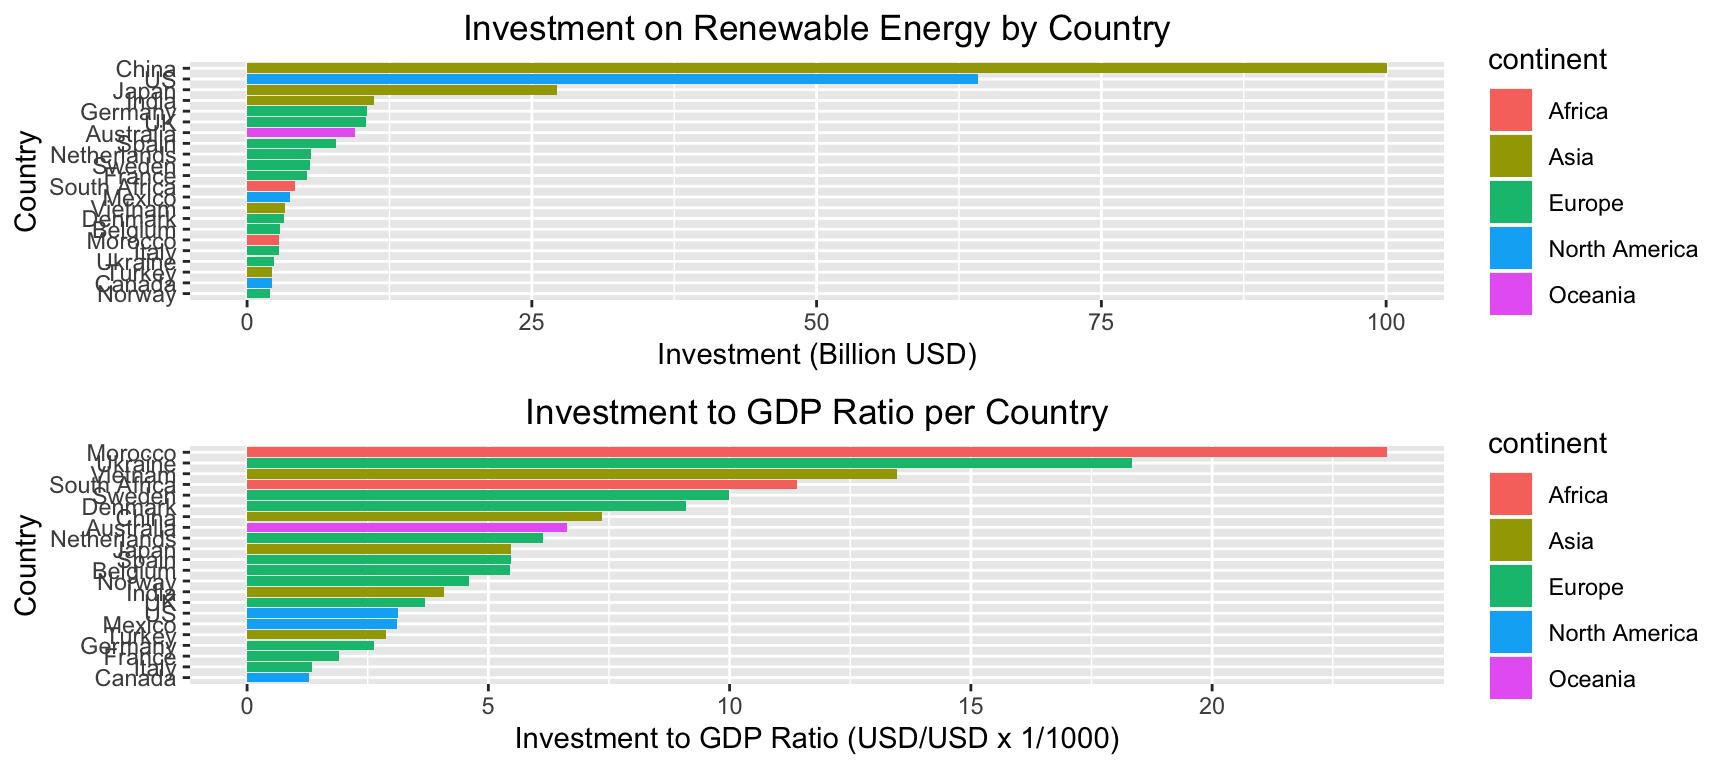 Investment on Renewable Energy by Country
Country
China
US
Japan
India
Germany
UK
Australia
Spain
Netherlands
Sweden
France
South Africa
Mexico
Vietnam
Denmark
Belgium
Morocco
Italy
Ukraine
Turkey
Canada
Norway
0 25 50 75 100
Investment (Billion USD)
continent
Africa
Asia
Europe
North America
Oceania
Investment to GDP Ratio per Country
Country
Morocco
Ukraine
Vietnam
South Africa
Sweden
Denmark
China
Australia
Netherlands
Japan
Spain
Belgium
Norway
India
UK
US
Mexico
Turkey
Germany
France
Italy
Canada
0 5 10 15 20
Investment to GDP Ratio (USD/USD x 1/1000)
continent
Africa
Asia
Europe
North America
Oceania